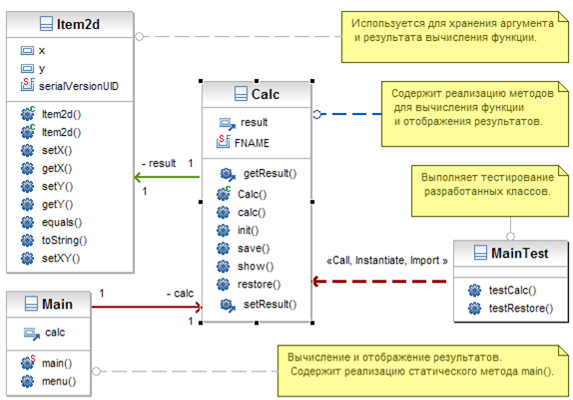 Item2d
x
y
serialVersionUID
Item2d()
Item2d()
setX()
getX()
setY()
getY()
equals()
toString()
setXY()
Используется для хранения аргумента
и результата вычисления функции.
Calc
result
FNAME
getResult()
Calc()
calc()
init()
save()
show()
restore()
setResult()
Содержит реализацию методов
для вычисления функции
и отображения результатов.
- result 1
1
Выполняет тестирование
разработанных классов.
«Call, Instantiate, Import »
MainTest
testCalc()
testRestore()
Main
calc
main()
menu()
1 - calc
1
Вычисление и отображение результатов.
Содержит реализацию статического метода main().